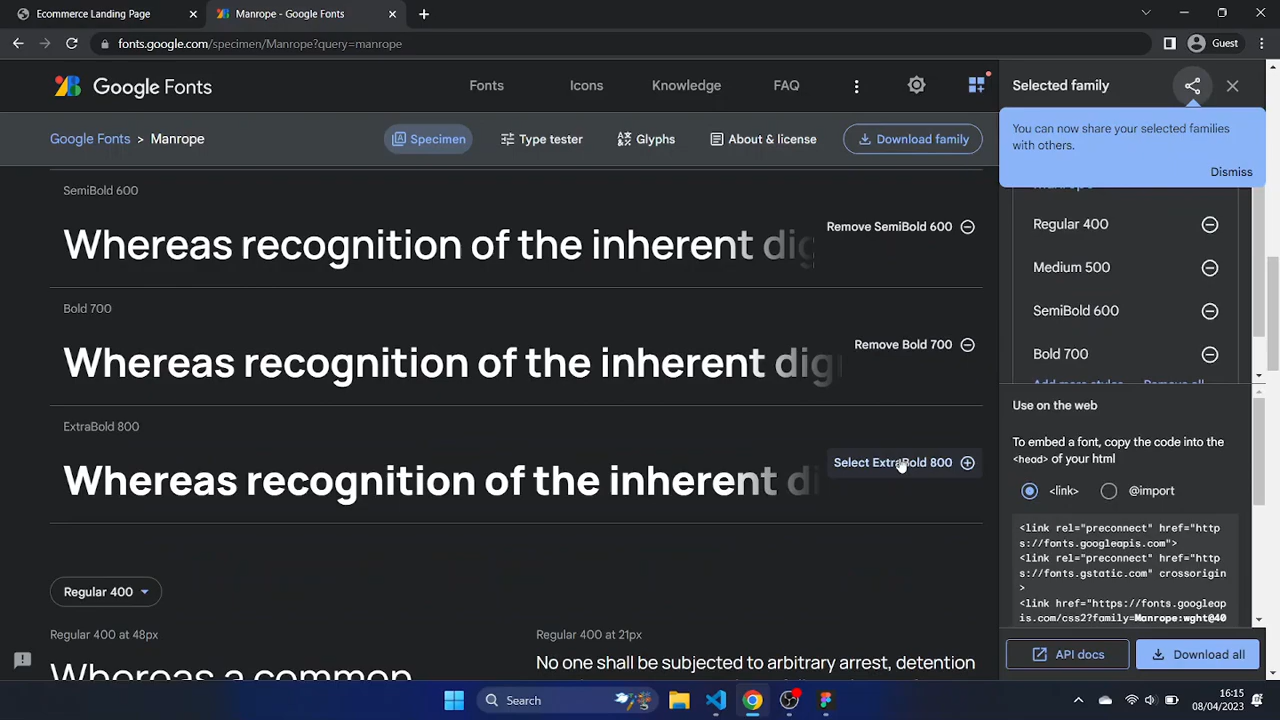 Ecommerce Landing Page
Manrope - Google Fonts
fonts.google.com/specimen/Manrope?query=manrope
Guest
Google Fonts
Fonts
Icons
Knowledge
FAQ
Selected family
Google Fonts > Manrope
Specimen
Type tester
Glyphs
About & license
Download family
You can now share your selected families
with others.
Dismiss
SemiBold 600
Whereas recognition of the inherent dig
Remove SemiBold 600
Bold 700
Whereas recognition of the inherent dig
Remove Bold 700
ExtraBold 800
Whereas recognition of the inherent di
Select ExtraBold 800
Regular 400
Regular 400 at 48px
Whereas a common
Regular 400 at 21px
No one shall be subjected to arbitrary arrest, detention
Manrope
Regular 400
Medium 500
SemiBold 600
Bold 700
Add more styles
Remove all
Use on the web
To embed a font, copy the code into the
<head> of your html
<link>
@import
<link rel="preconnect" href="http
s://fonts.googleapis.com">
<link rel="preconnect" href="http
s://fonts.gstatic.com" crossorigin
>
<link href="https://fonts.googleap
is.com/css2?family=Manrope:wght@40
API docs
Download all
Search
16:15
08/04/2023